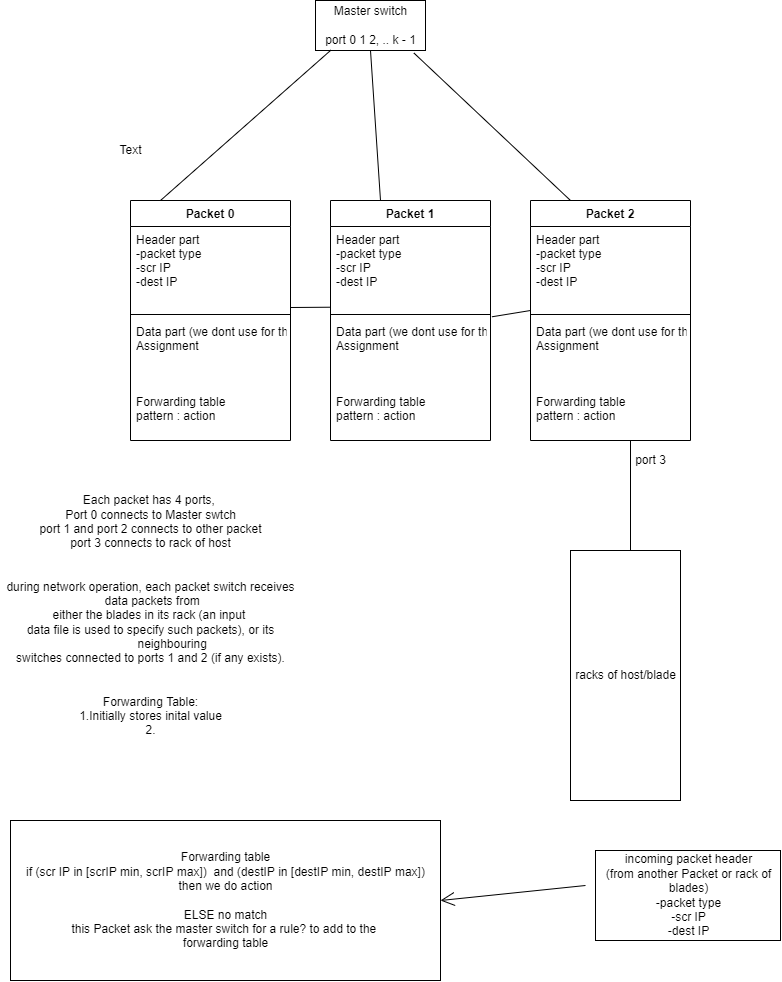 Master switch
port 0 1 2, .. k - 1
Text
Packet 0
Header part
-packet type
-scr IP
-dest IP
Data part (we dont use for th
Assignment
Forwarding table
pattern : action
Packet 1
Header part
-packet type
-scr IP
-dest IP
Data part (we dont use for th
Assignment
Forwarding table
pattern : action
Packet 2
Header part
-packet type
-scr IP
-dest IP
Data part (we dont use for th
Assignment
Forwarding table
pattern : action
port 3
Each packet has 4 ports,
Port 0 connects to Master swtch
port 1 and port 2 connects to other packet
port 3 connects to rack of host
during network operation, each packet switch receives
data packets from
either the blades in its rack (an input
data file is used to specify such packets), or its
neighbouring
switches connected to ports 1 and 2 (if any exists).
Forwarding Table:
1.Initially stores inital value
2.
racks of host/blade
Forwarding table
if (scr IP in [scrIP min, scrIP max]) and (destIP in [destIP min, destIP max])
then we do action
ELSE no match
this Packet ask the master switch for a rule? to add to the
forwarding table
incoming packet header
(from another Packet or rack of
blades)
-packet type
-scr IP
-dest IP